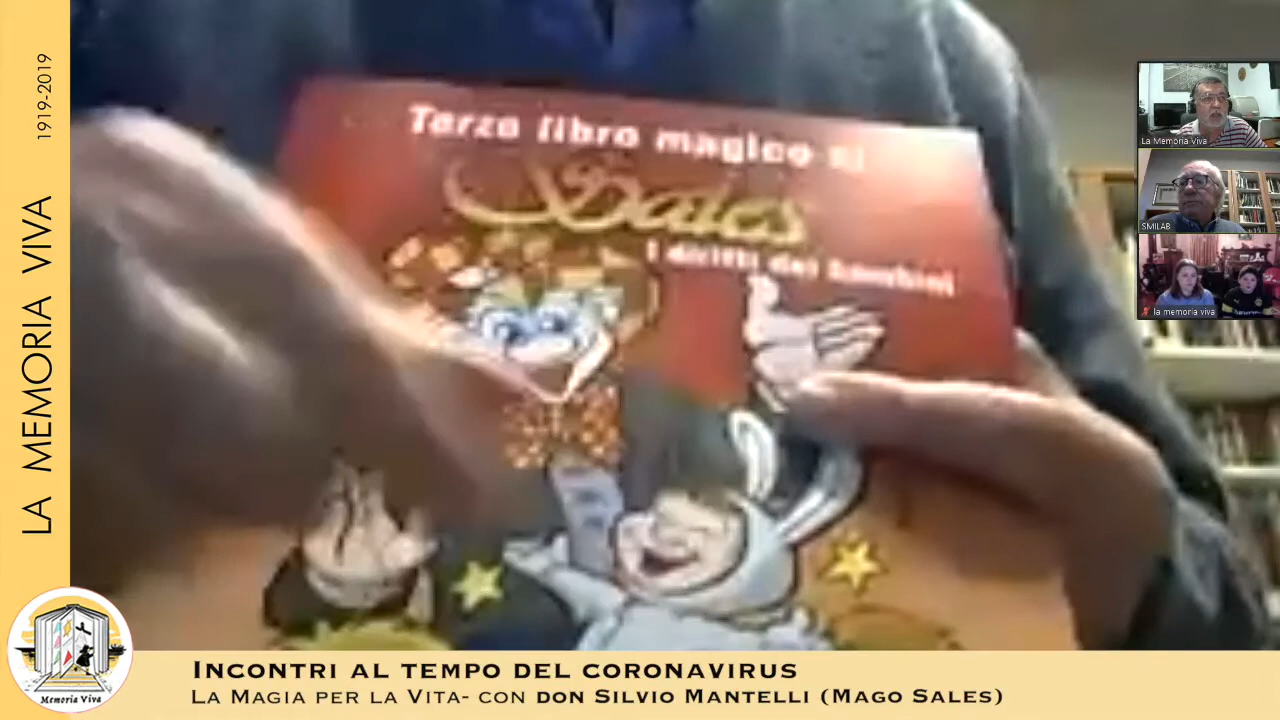 LA MEMORIA VIVA 1919-2019
Terzo libro magico di
Sales
I diritti dei bambini
La Memoria Viva
SMILAB
la memoria viva
Memoria Viva
INCONTRI AL TEMPO DEL CORONAVIRUS
LA MAGIA PER LA VITA- CON DON SILVIO MANTELLI (MAGO SALES)